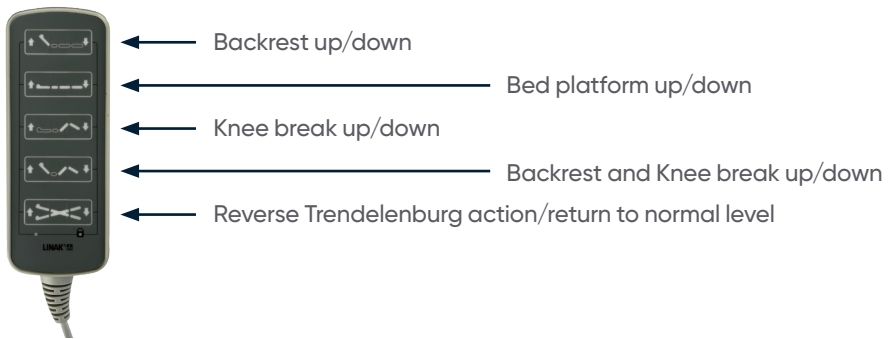 Backrest up/down
Bed platform up/down
Knee break up/down
Backrest and Knee break up/down
Reverse Trendelenburg action/return to normal level
LINAK